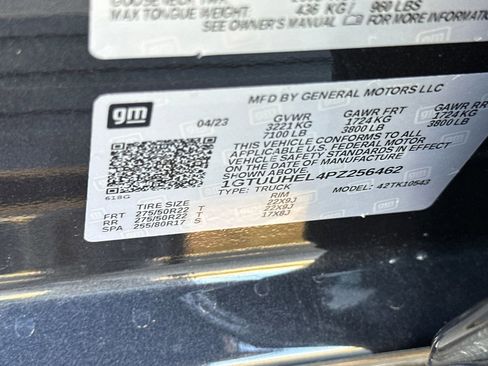 MAX TONGUE WEIGHT 436 KG/ 960 LBS
SEE OWNER'S MANUAL FOR MORE INFORMATION
MFD BY GENERAL MOTORS LLC
gm
04/23
GVWR GAWR FRT GAWR RR
3221 KG 1724 KG 1724 KG
7100 LB 3800 LB 3800 LB
THIS VEHICLE CONFORMS TO ALL
APPLICABLE U.S. FEDERAL MOTOR
VEHICLE SAFETY STANDARDS IN EFFECT
ON THE DATE OF MANUFACTURE
SHOWN ABOVE.
1GTUUHEL4PZ256462
618G
TYPE: TRUCK MODEL: 42TK10543
TIRE SIZE RIM
FRT 275/50R22 T 22X9J
RR 275/50R22 T 22X9J
SPA 255/80R17 S 17X8J